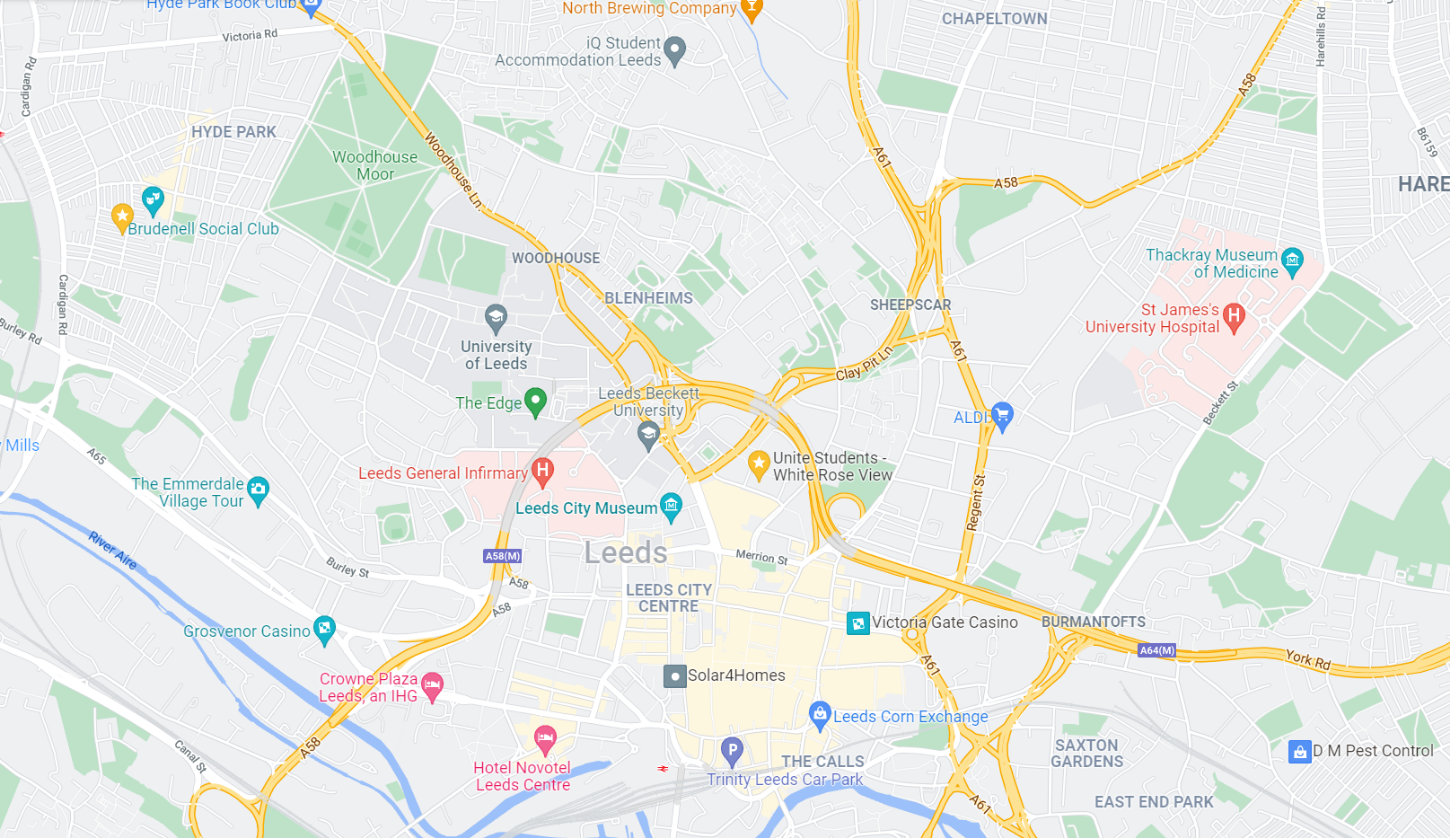 Hyde Park Book Club
North Brewing Company
CHAPELTOWN
Harehills Rd
Victoria Rd
iQ Student
Accommodation Leeds
Cardigan Rd
A58
HYDE PARK
Woodhouse
Moor
Woodhouse Ln.
A61
B6159
A58
HARE
Brudenell Social Club
WOODHOUSE
Thackray Museum
of Medicine
Cardigan Rd
BLENHEIMS
SHEEPSCAR
St James's
University Hospital
Burley Rd
University
of Leeds
A61
Clay Pit Ln
The Edge
Leeds Beckett
University
ALDI
Beckett St
Mills
A65
Leeds General Infirmary
Unite Students -
White Rose View
The Emmerdale
Village Tour
Leeds City Museum
Regent St
River Aire
A58(M)
Leeds
Merrion St
Burley St
A58
LEEDS CITY
CENTRE
A58
Grosvenor Casino
Victoria Gate Casino
BURMANTOFTS
A64(M)
York Rd
A61
Crowne Plaza
Leeds, an IHG
Solar4Homes
Leeds Corn Exchange
A58
Canal St
Hotel Novotel
Leeds Centre
P
THE CALLS
Trinity Leeds Car Park
SAXTON
GARDENS
D M Pest Control
A61
EAST END PARK